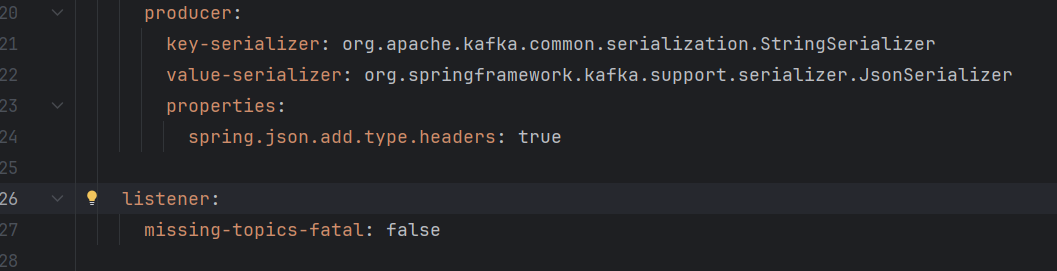 20 producer:
21 key-serializer: org.apache.kafka.common.serialization.StringSerializer
22 value-serializer: org.springframework.kafka.support.serializer.JsonSerializer
23 properties:
24 spring.json.add.type.headers: true
25
26 listener:
27 missing-topics-fatal: false
28